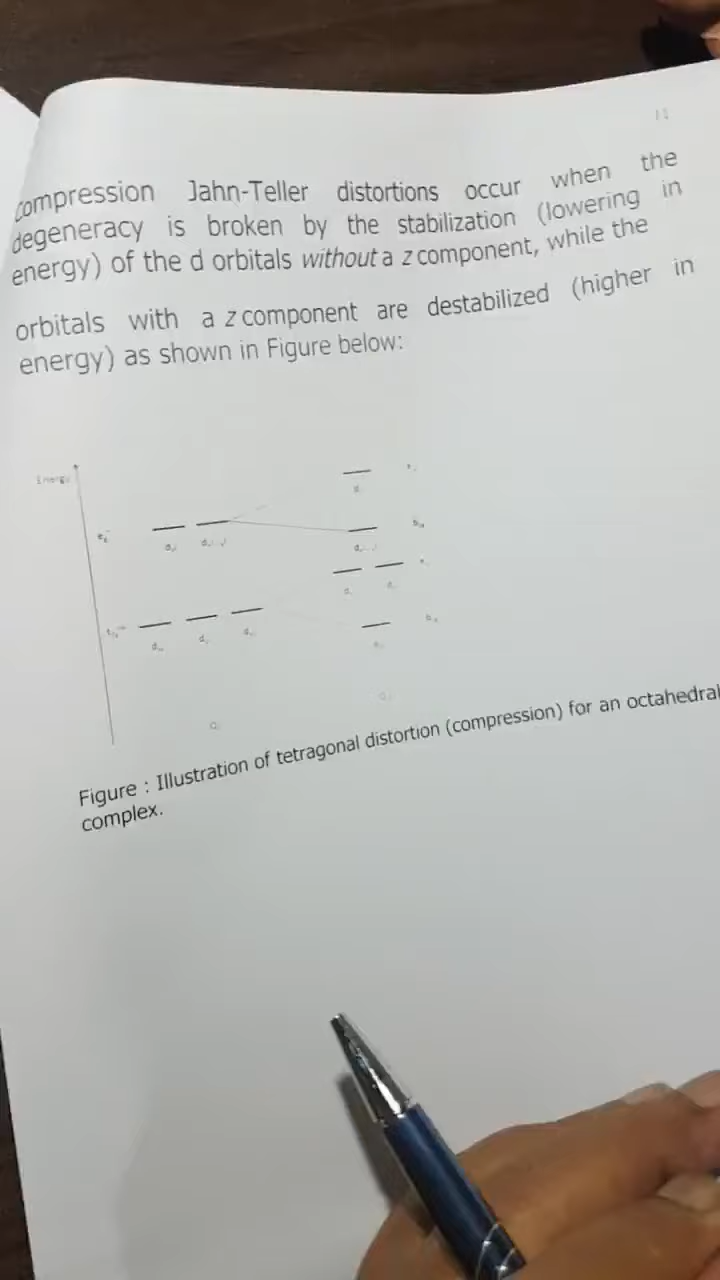 11
compression Jahn-Teller distortions occur when the
degeneracy is broken by the stabilization (lowering in
energy) of the d orbitals without a z component, while the
orbitals with a z component are destabilized (higher in
energy) as shown in Figure below:
Energy
Figure : Illustration of tetragonal distortion (compression) for an octahedral
complex.